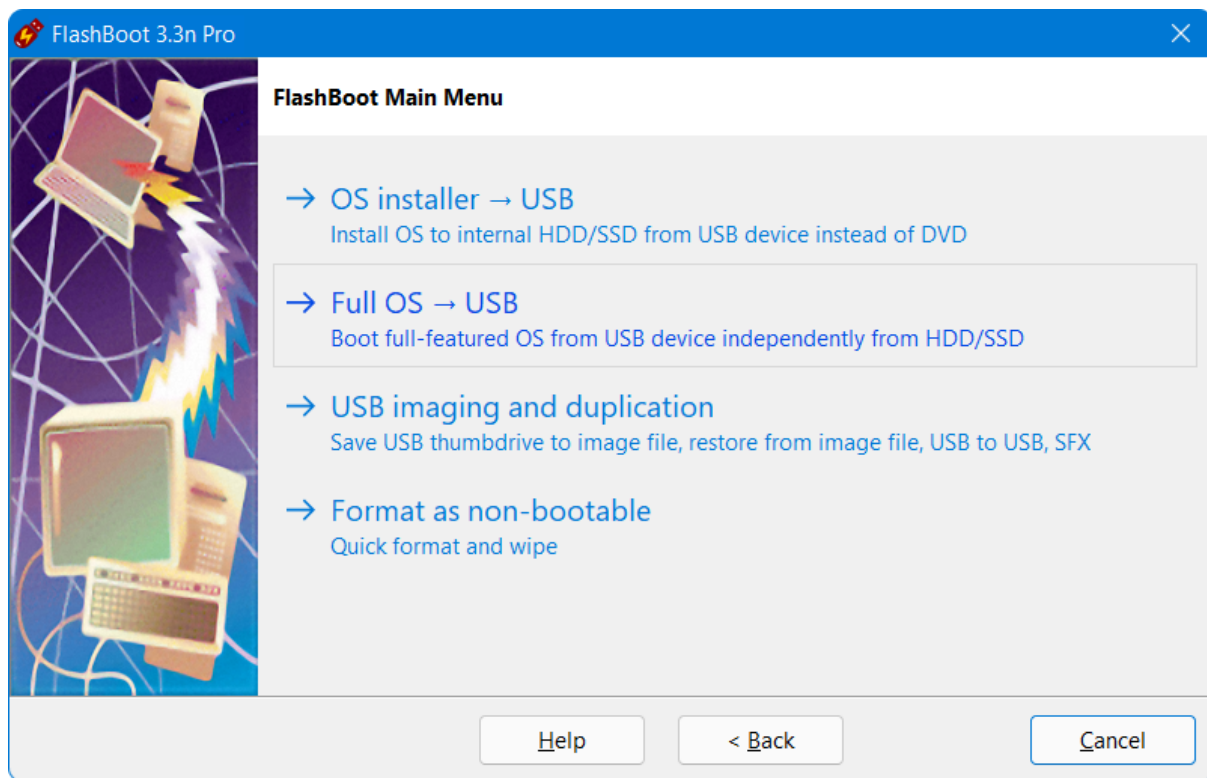 FlashBoot 3.3n Pro
FlashBoot Main Menu
→ OS installer → USB
Install OS to internal HDD/SSD from USB device instead of DVD
→ Full OS → USB
Boot full-featured OS from USB device independently from HDD/SSD
→ USB imaging and duplication
Save USB thumbdrive to image file, restore from image file, USB to USB, SFX
→ Format as non-bootable
Quick format and wipe
Help
< Back
Cancel